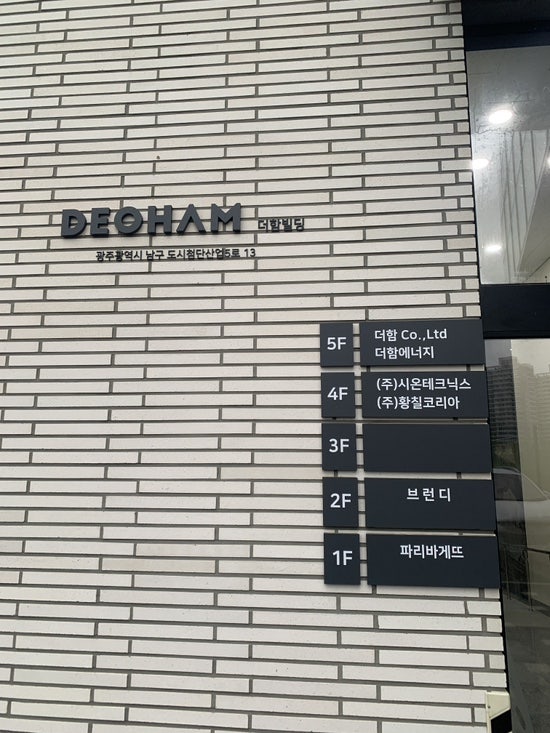 DEOHAM 더함빌딩
광주광역시 남구 도시첨단산업5로 13
5F 더함 Co.,Ltd
더함에너지
4F (주)시온테크닉스
(주)황칠코리아
3F
2F 브런디
1F 파리바게뜨